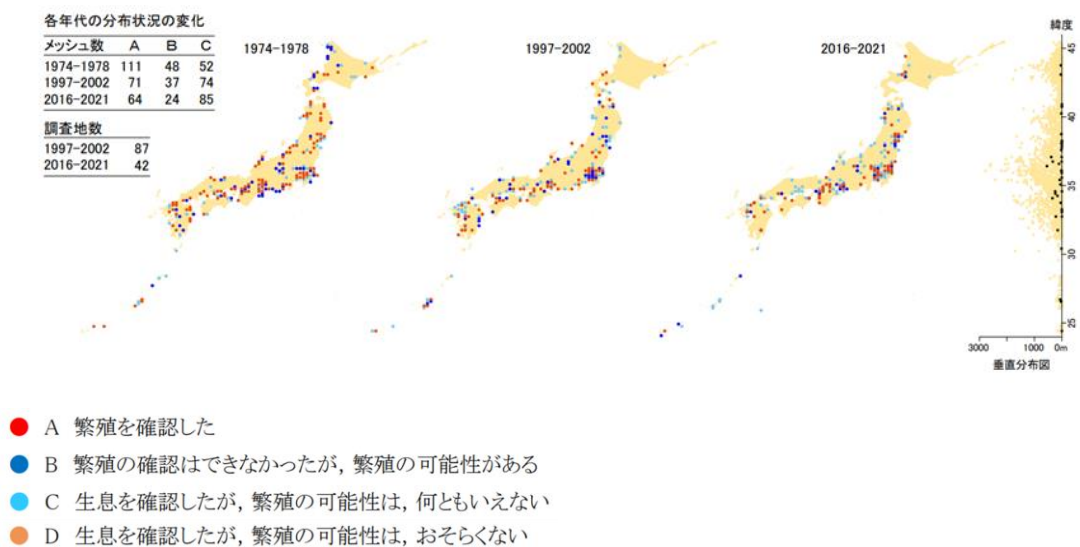 各年代の分布状況の変化
メッシュ数 A B C
1974-1978 111 48 52
1997-2002 71 37 74
2016-2021 64 24 85
調査地数
1997-2002 87
2016-2021 42
1974-1978
1997-2002
2016-2021
緯度
45
40
35
30
25
3000 1000 0m
垂直分布図
A 繁殖を確認した
B 繁殖の確認はできなかったが, 繁殖の可能性がある
C 生息を確認したが, 繁殖の可能性は, 何ともいえない
D 生息を確認したが, 繁殖の可能性は, おそらくない